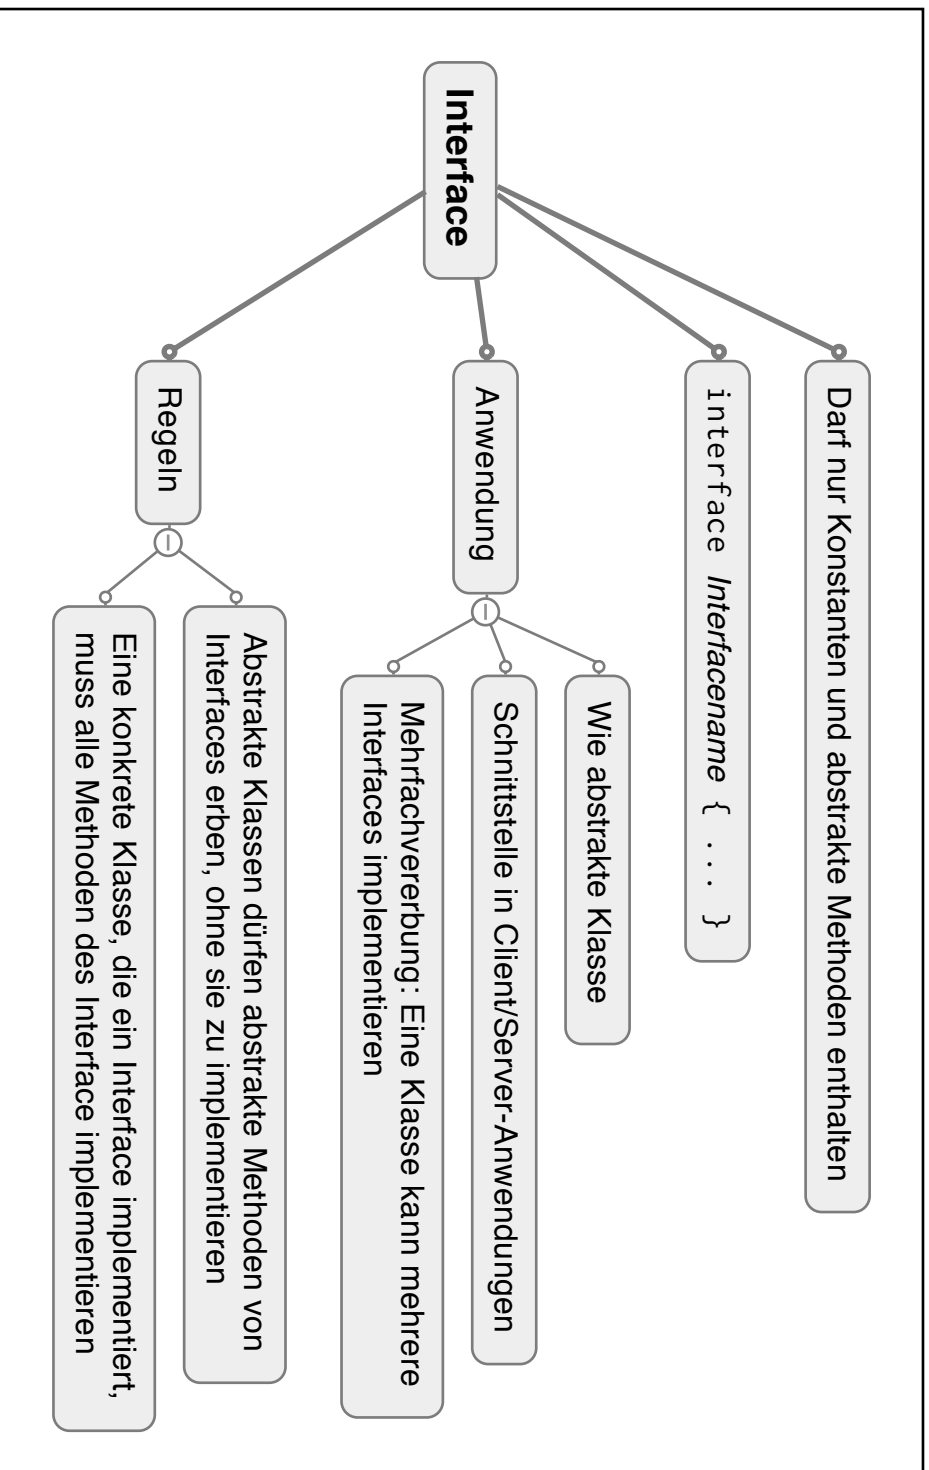 Interface
Darf nur Konstanten und abstrakte Methoden enthalten
interface Interfacename { ... }
Anwendung
Wie abstrakte Klasse
Schnittstelle in Client/Server-Anwendungen
Mehrfachvererbung: Eine Klasse kann mehrere
Interfaces implementieren
Regeln
Abstrakte Klassen dürfen abstrakte Methoden von
Interfaces erben, ohne sie zu implementieren
Eine konkrete Klasse, die ein Interface implementiert,
muss alle Methoden des Interface implementieren